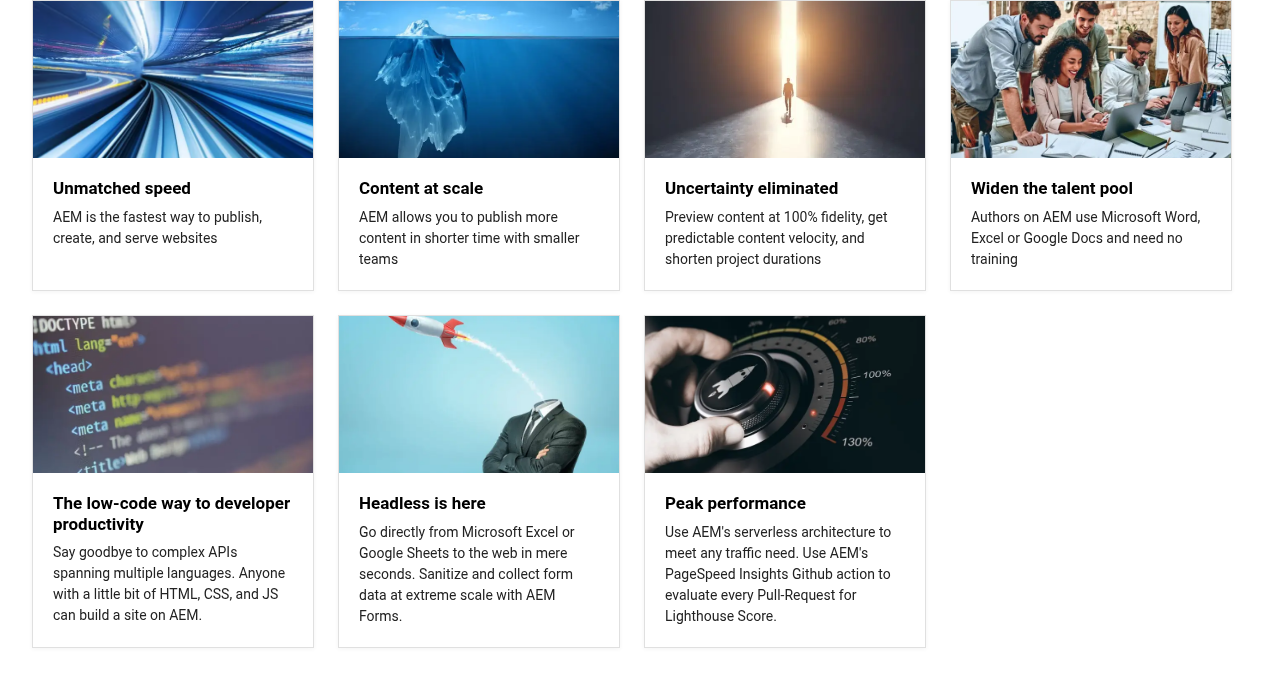 Unmatched speed
AEM is the fastest way to publish,
create, and serve websites
Content at scale
AEM allows you to publish more
content in shorter time with smaller
teams
Uncertainty eliminated
Preview content at 100% fidelity, get
predictable content velocity, and
shorten project durations
Widen the talent pool
Authors on AEM use Microsoft Word,
Excel or Google Docs and need no
training
!DOCTYPE html>
html lang="en">
<head>
<meta
<meta
<meta
<!-- The
<title>Web Design
The low-code way to developer
productivity
Say goodbye to complex APIs
spanning multiple languages. Anyone
with a little bit of HTML, CSS, and JS
can build a site on AEM.
Headless is here
Go directly from Microsoft Excel or
Google Sheets to the web in mere
seconds. Sanitize and collect form
data at extreme scale with AEM
Forms.
60%
80%
100%
130%
Peak performance
Use AEM's serverless architecture to
meet any traffic need. Use AEM's
PageSpeed Insights Github action to
evaluate every Pull-Request for
Lighthouse Score.